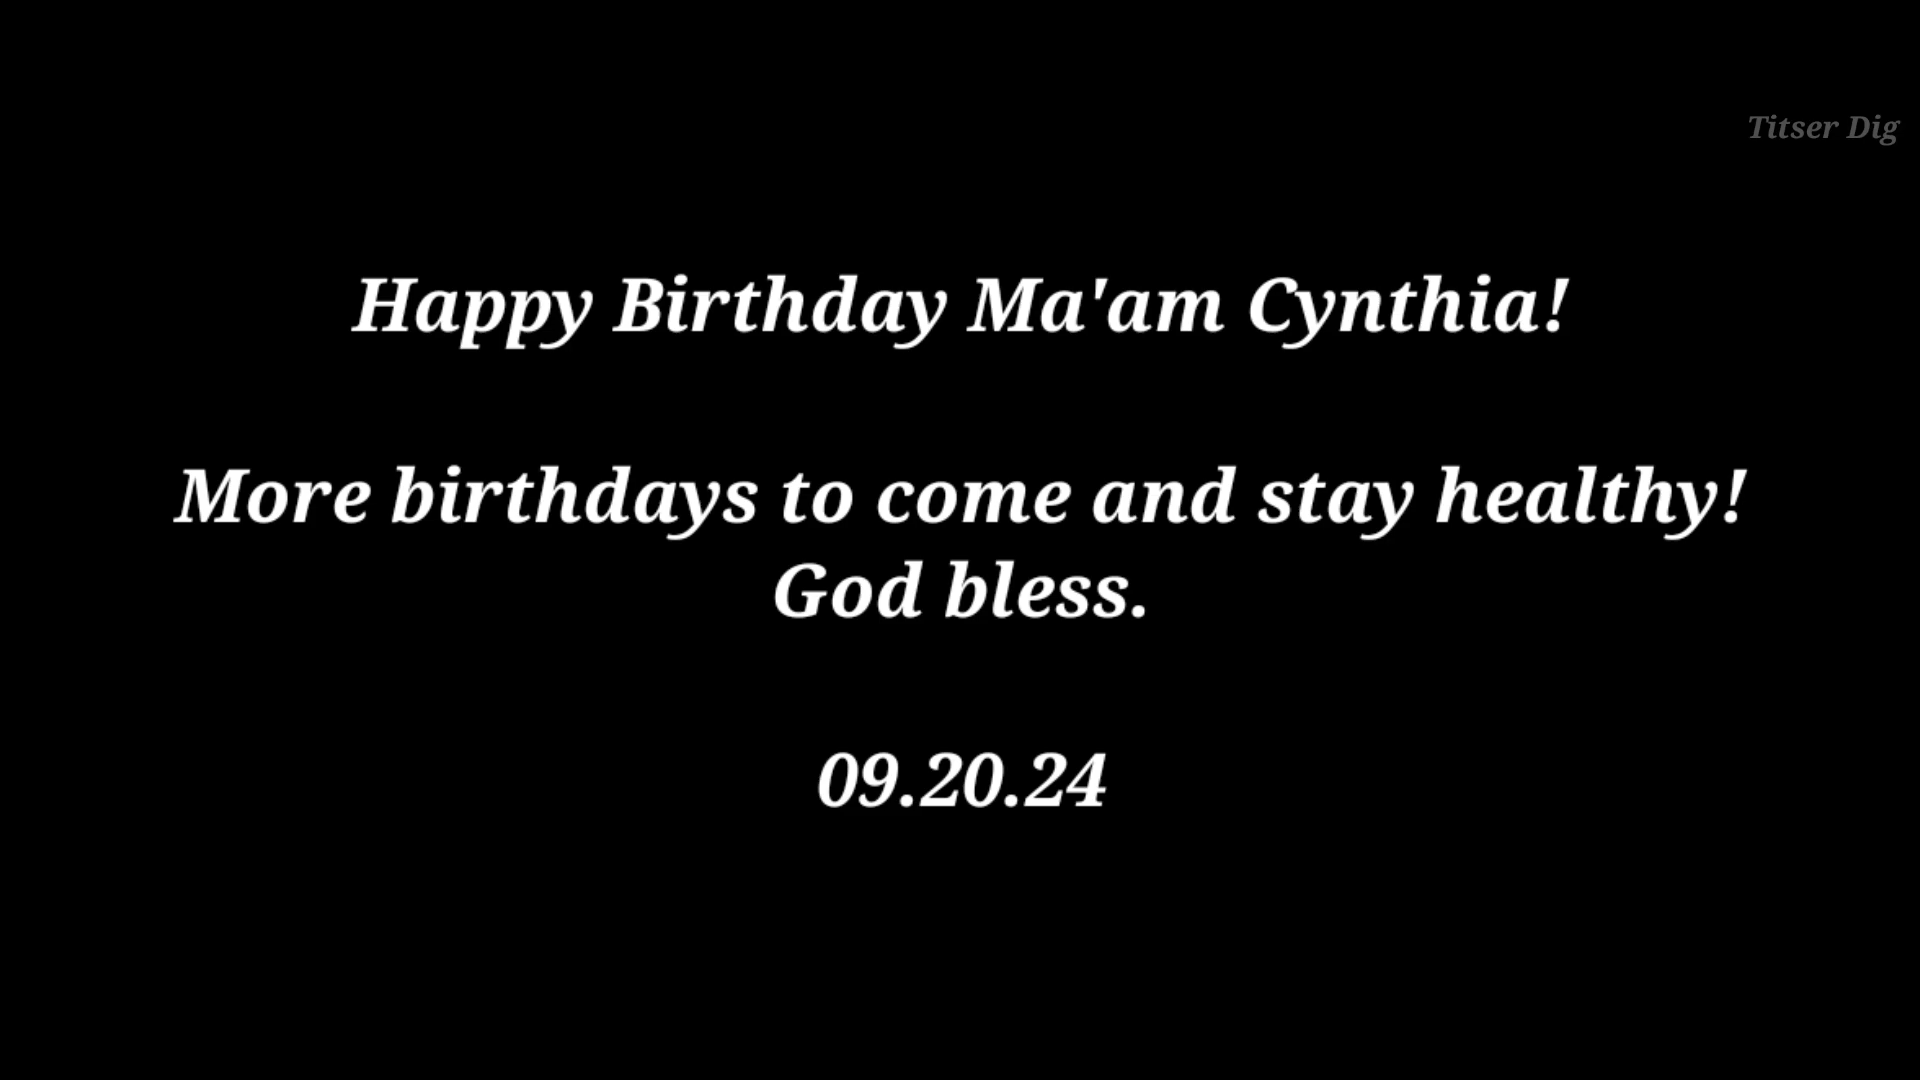 Titser Dig
Happy Birthday Ma'am Cynthia!
More birthdays to come and stay healthy!
God bless.
09.20.24